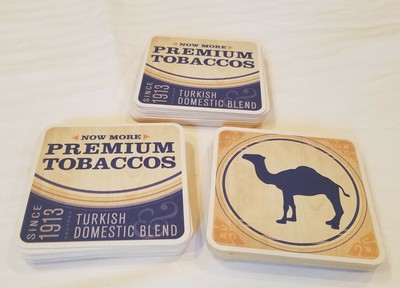 NOW MORE
PREMIUM
TOBACCOS
SINCE
1913
TURKISH
& DOMESTIC BLEND
NOW MORE
PREMIUM
TOBACCOS
SINCE
1913
TURKISH
& DOMESTIC BLEND